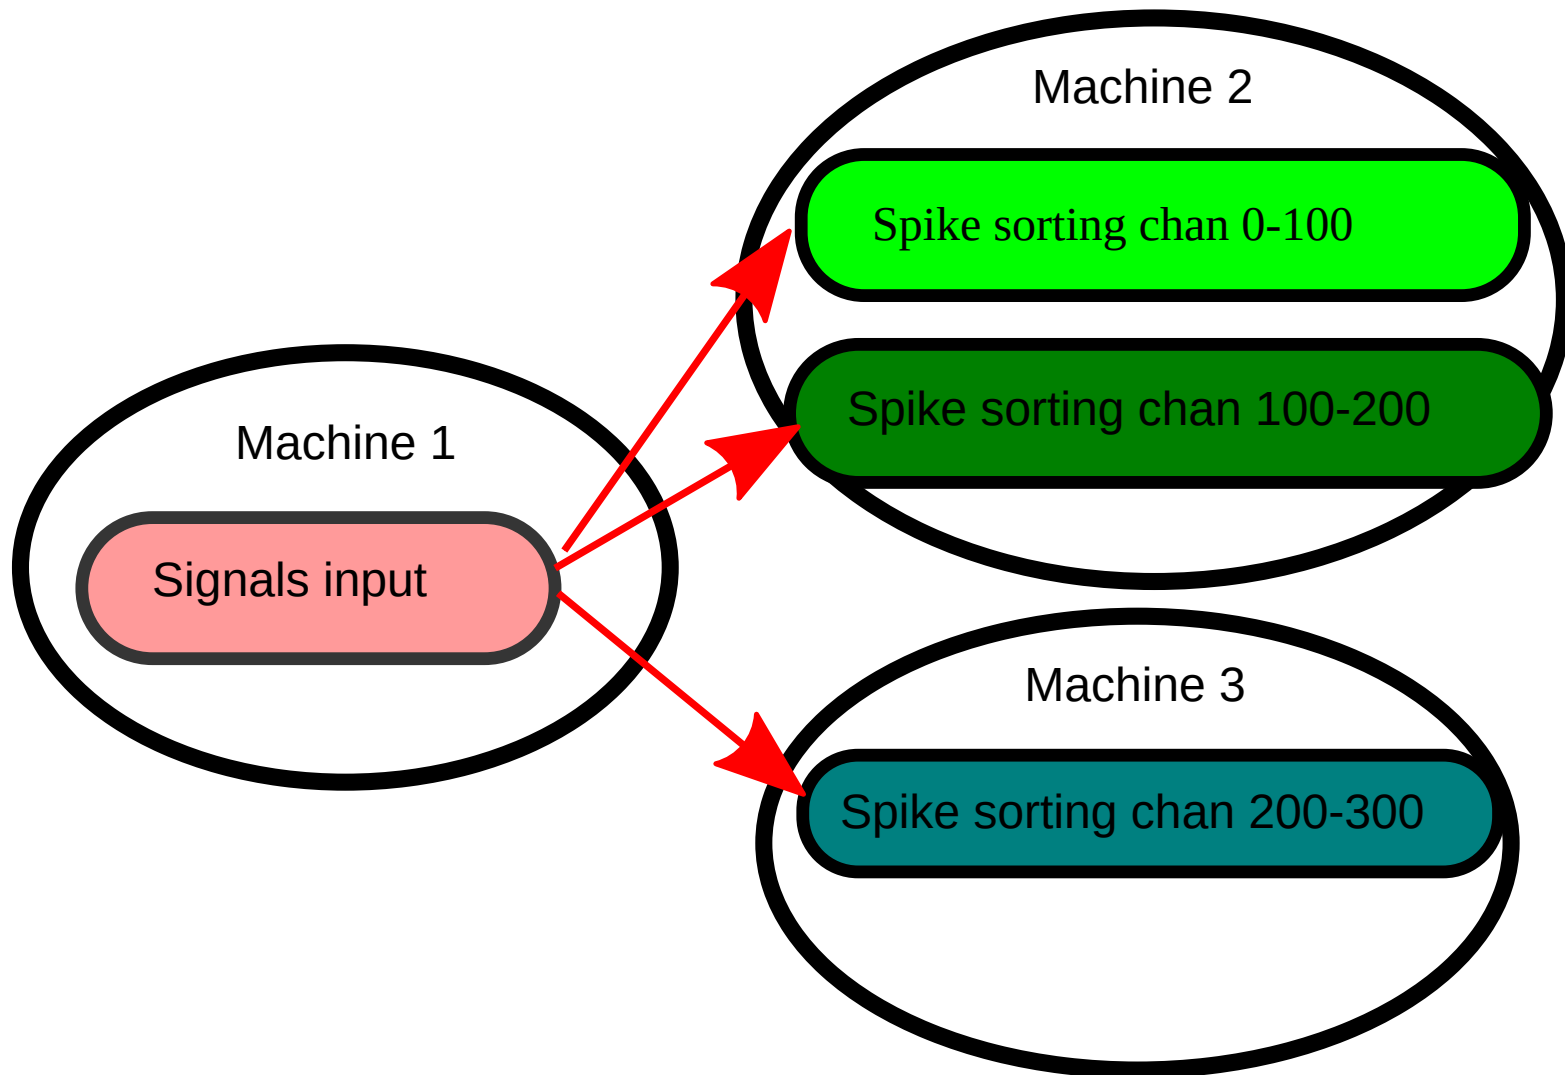 Machine 1
Signals input
Machine 2
Spike sorting chan 0-100
Spike sorting chan 100-200
Machine 3
Spike sorting chan 200-300